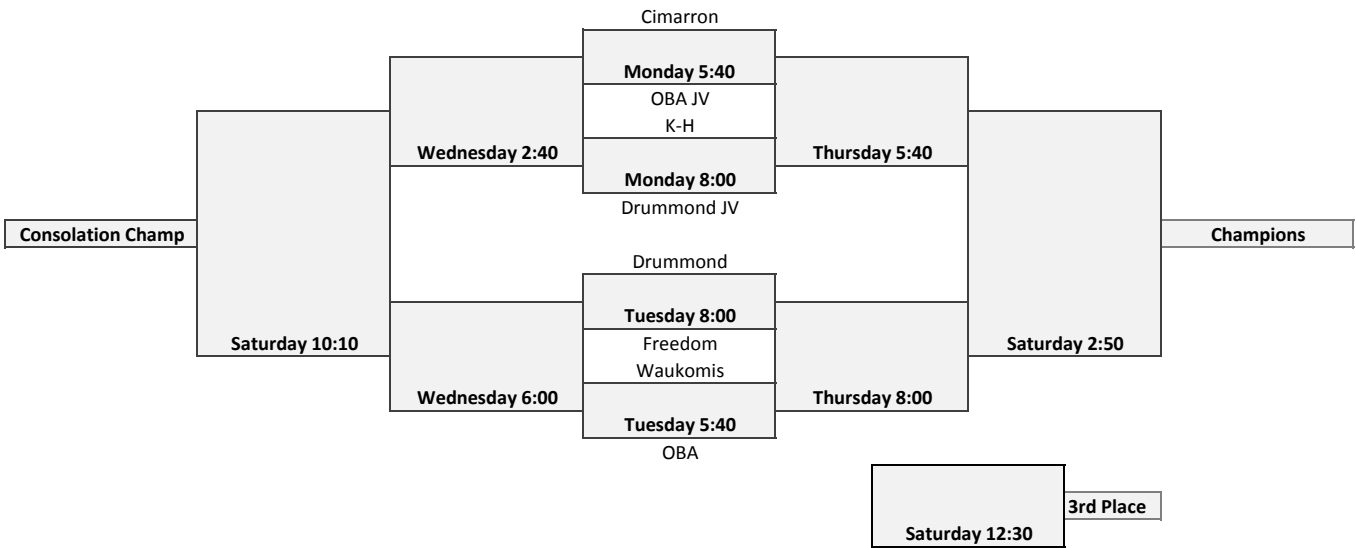 Cimarron
Monday 5:40
OBA JV
K-H
Wednesday 2:40
Thursday 5:40
Monday 8:00
Drummond JV
Consolation Champ
Champions
Drummond
Tuesday 8:00
Saturday 10:10
Freedom
Saturday 2:50
Waukomis
Wednesday 6:00
Thursday 8:00
Tuesday 5:40
OBA
3rd Place
Saturday 12:30